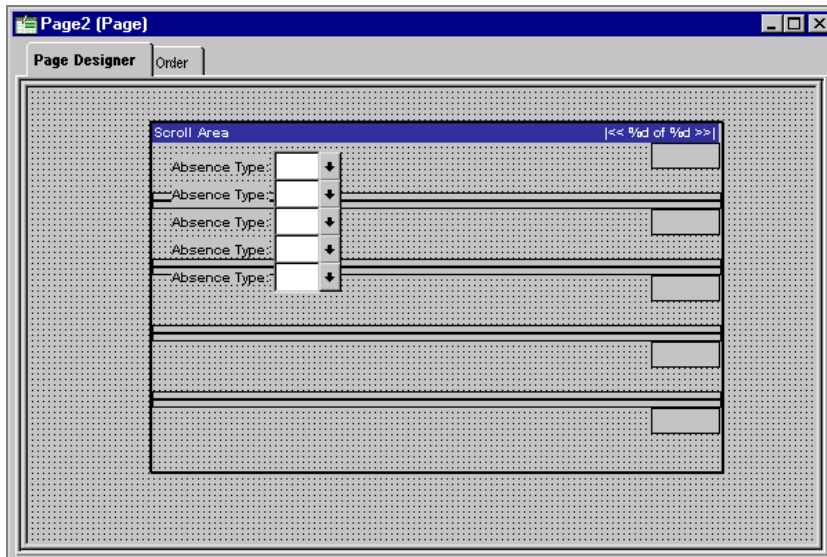 Page2 (Page)
Page Designer
Order
Scroll Area |<< %d of %d >>|
Absence Type:
Absence Type:
Absence Type:
Absence Type:
Absence Type: